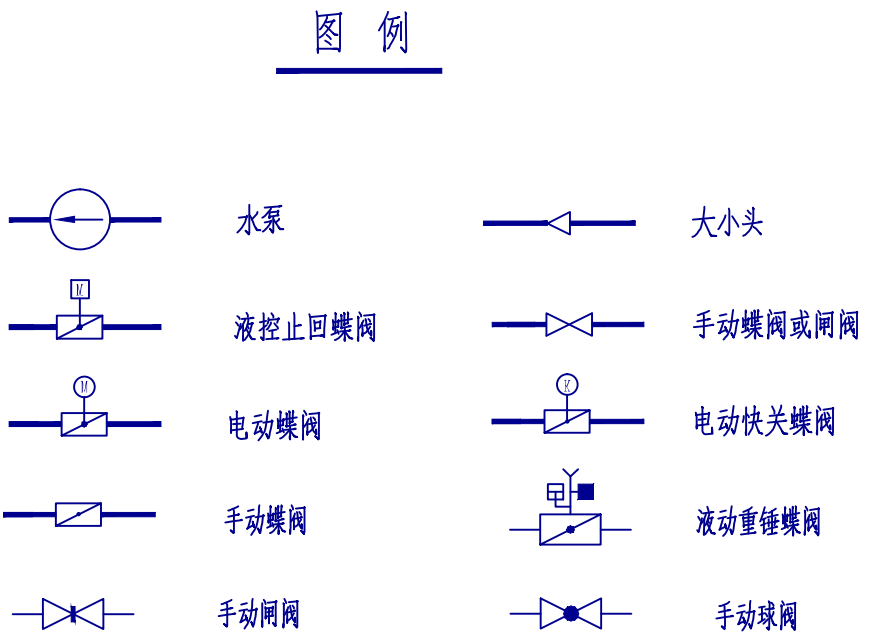 图 例
水泵
大小头
M
液控止回蝶阀
手动蝶阀或闸阀
M
电动蝶阀
K
电动快关蝶阀
手动蝶阀
液动重锤蝶阀
手动闸阀
手动球阀